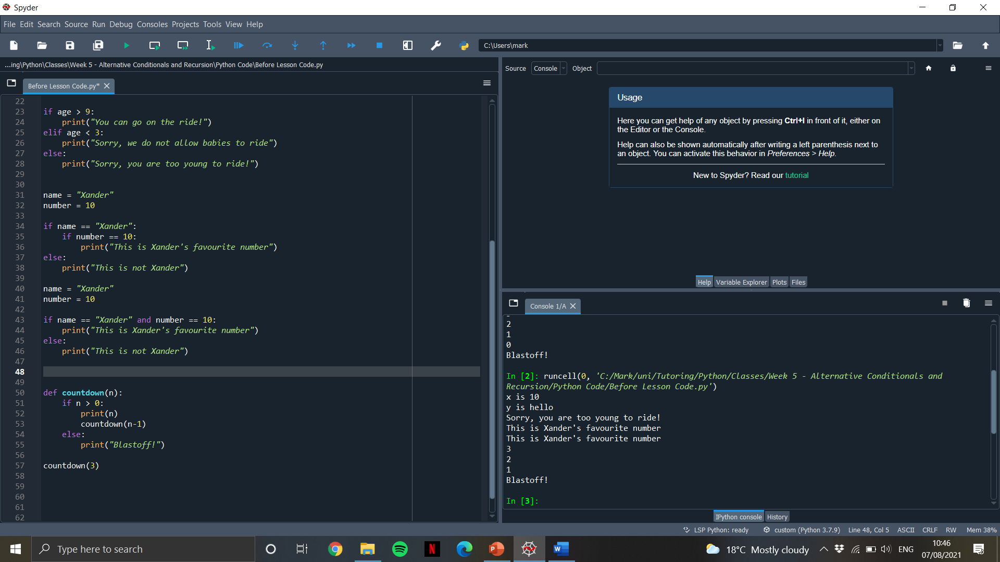 Spyder
File Edit Search Source Run Debug Consoles Projects Tools View Help
C:\Users\mark
...ing\Python\Classes\Week 5 - Alternative Conditionals and Recursion\Python Code\Before Lesson Code.py
Before Lesson Code.py*
22
23 if age > 9:
24     print("You can go on the ride!")
25 elif age < 3:
26     print("Sorry, we do not allow babies to ride")
27 else:
28     print("Sorry, you are too young to ride!")
29
30
31 name = "Xander"
32 number = 10
33
34 if name == "Xander":
35     if number == 10:
36         print("This is Xander's favourite number")
37 else:
38     print("This is not Xander")
39
40 name = "Xander"
41 number = 10
42
43 if name == "Xander" and number == 10:
44     print("This is Xander's favourite number")
45 else:
46     print("This is not Xander")
47
48
49
50 def countdown(n):
51     if n > 0:
52         print(n)
53         countdown(n-1)
54     else:
55         print("Blastoff!")
56
57 countdown(3)
58
59
60
61
62
Source Console Object
Usage
Here you can get help of any object by pressing Ctrl+I in front of it, either on
the Editor or the Console.
Help can also be shown automatically after writing a left parenthesis next to
an object. You can activate this behavior in Preferences > Help.
New to Spyder? Read our tutorial
Help Variable Explorer Plots Files
Console 1/A
2
1
0
Blastoff!
In [2]: runcell(0, 'C:/Mark/uni/Tutoring/Python/Classes/Week 5 - Alternative Conditionals and
Recursion/Python Code/Before Lesson Code.py')
x is 10
y is hello
Sorry, you are too young to ride!
This is Xander's favourite number
This is Xander's favourite number
3
2
1
Blastoff!
In [3]:
IPython console History
LSP Python: ready custom (Python 3.7.9) Line 48, Col 5 ASCII CRLF RW Mem 38%
Type here to search
N
P
W
18°C Mostly cloudy
ENG
10:46
07/08/2021